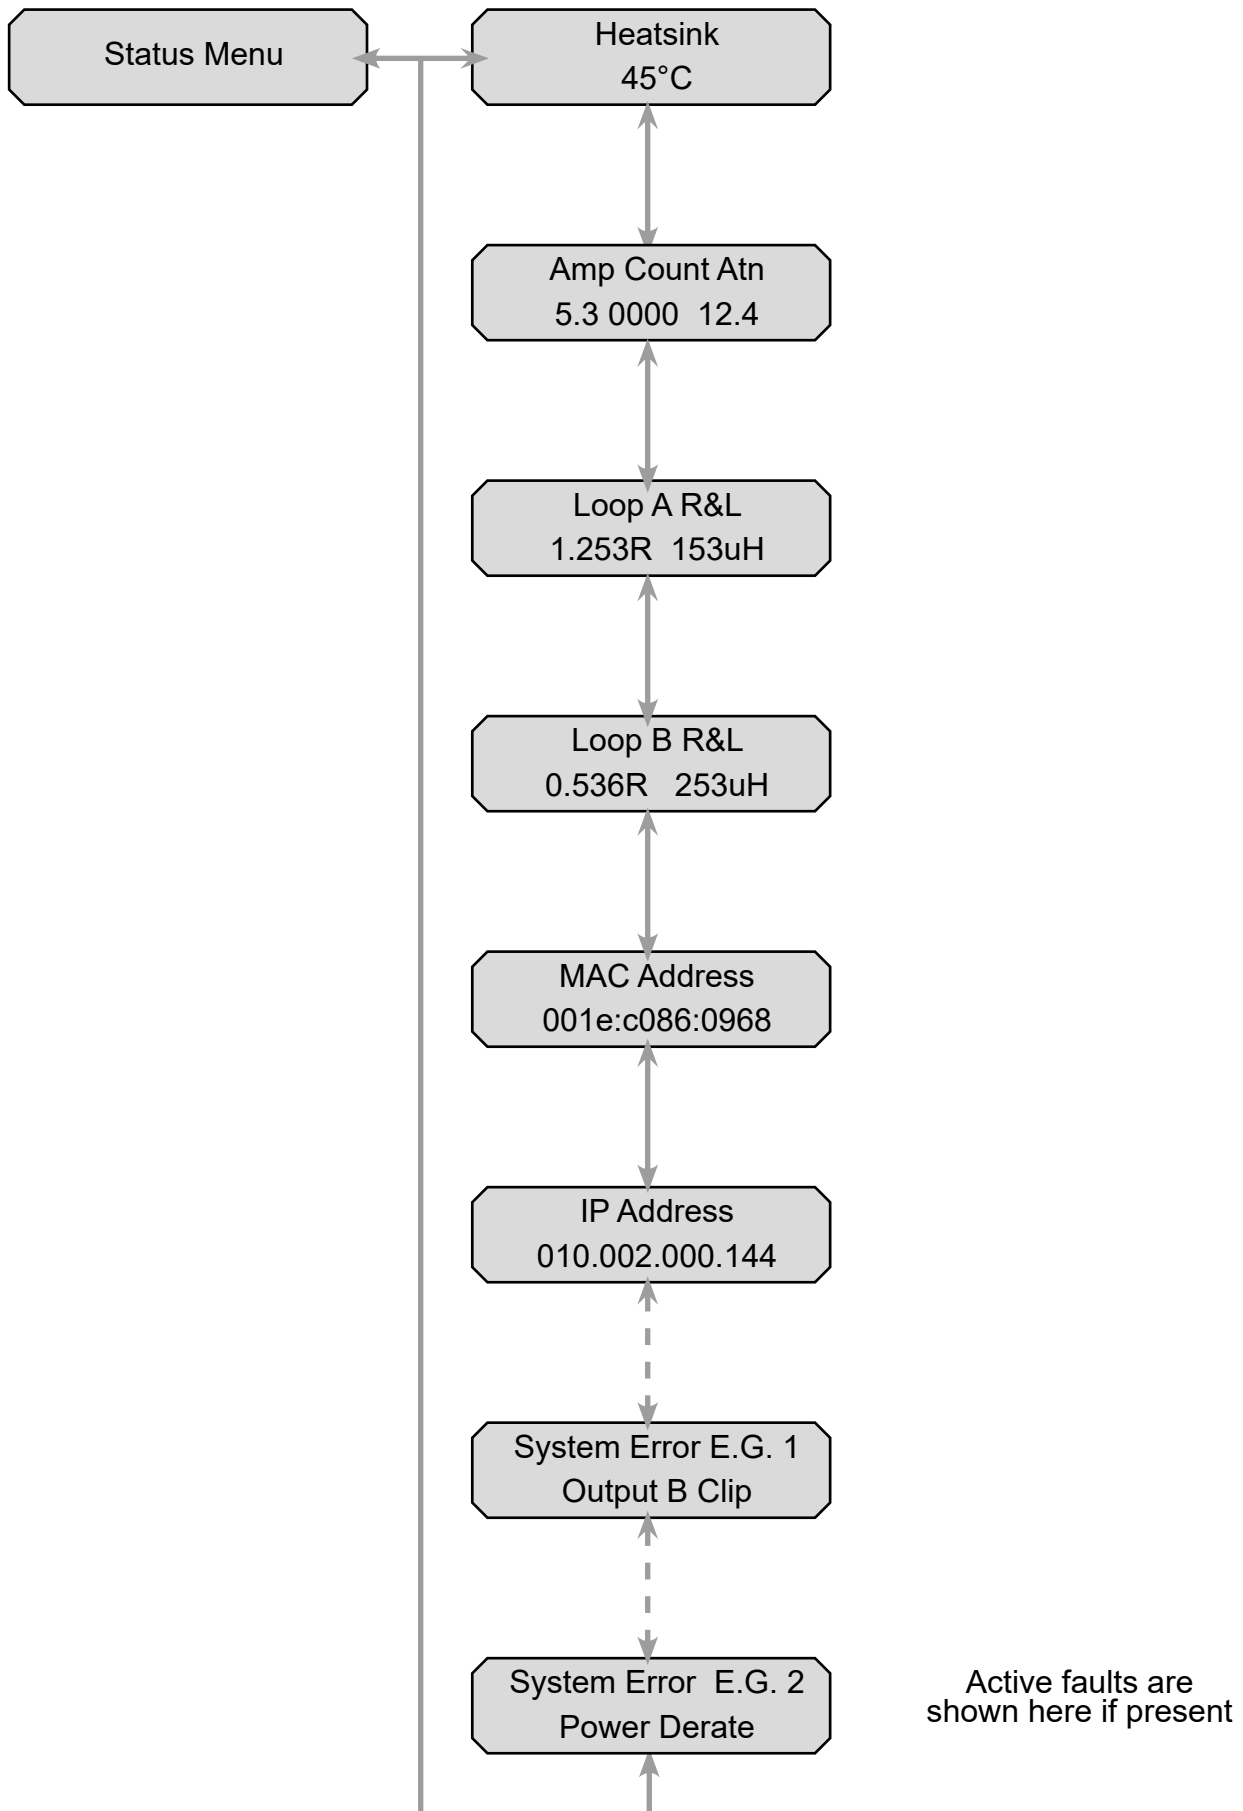 Status Menu
Heatsink
45°C
Amp Count Atn
5.3 0000  12.4
Loop A R&L
1.253R  153uH
Loop B R&L
0.536R   253uH
MAC Address
001e:c086:0968
IP Address
010.002.000.144
System Error E.G. 1
Output B Clip
System Error  E.G. 2
Power Derate
Active faults are
shown here if present